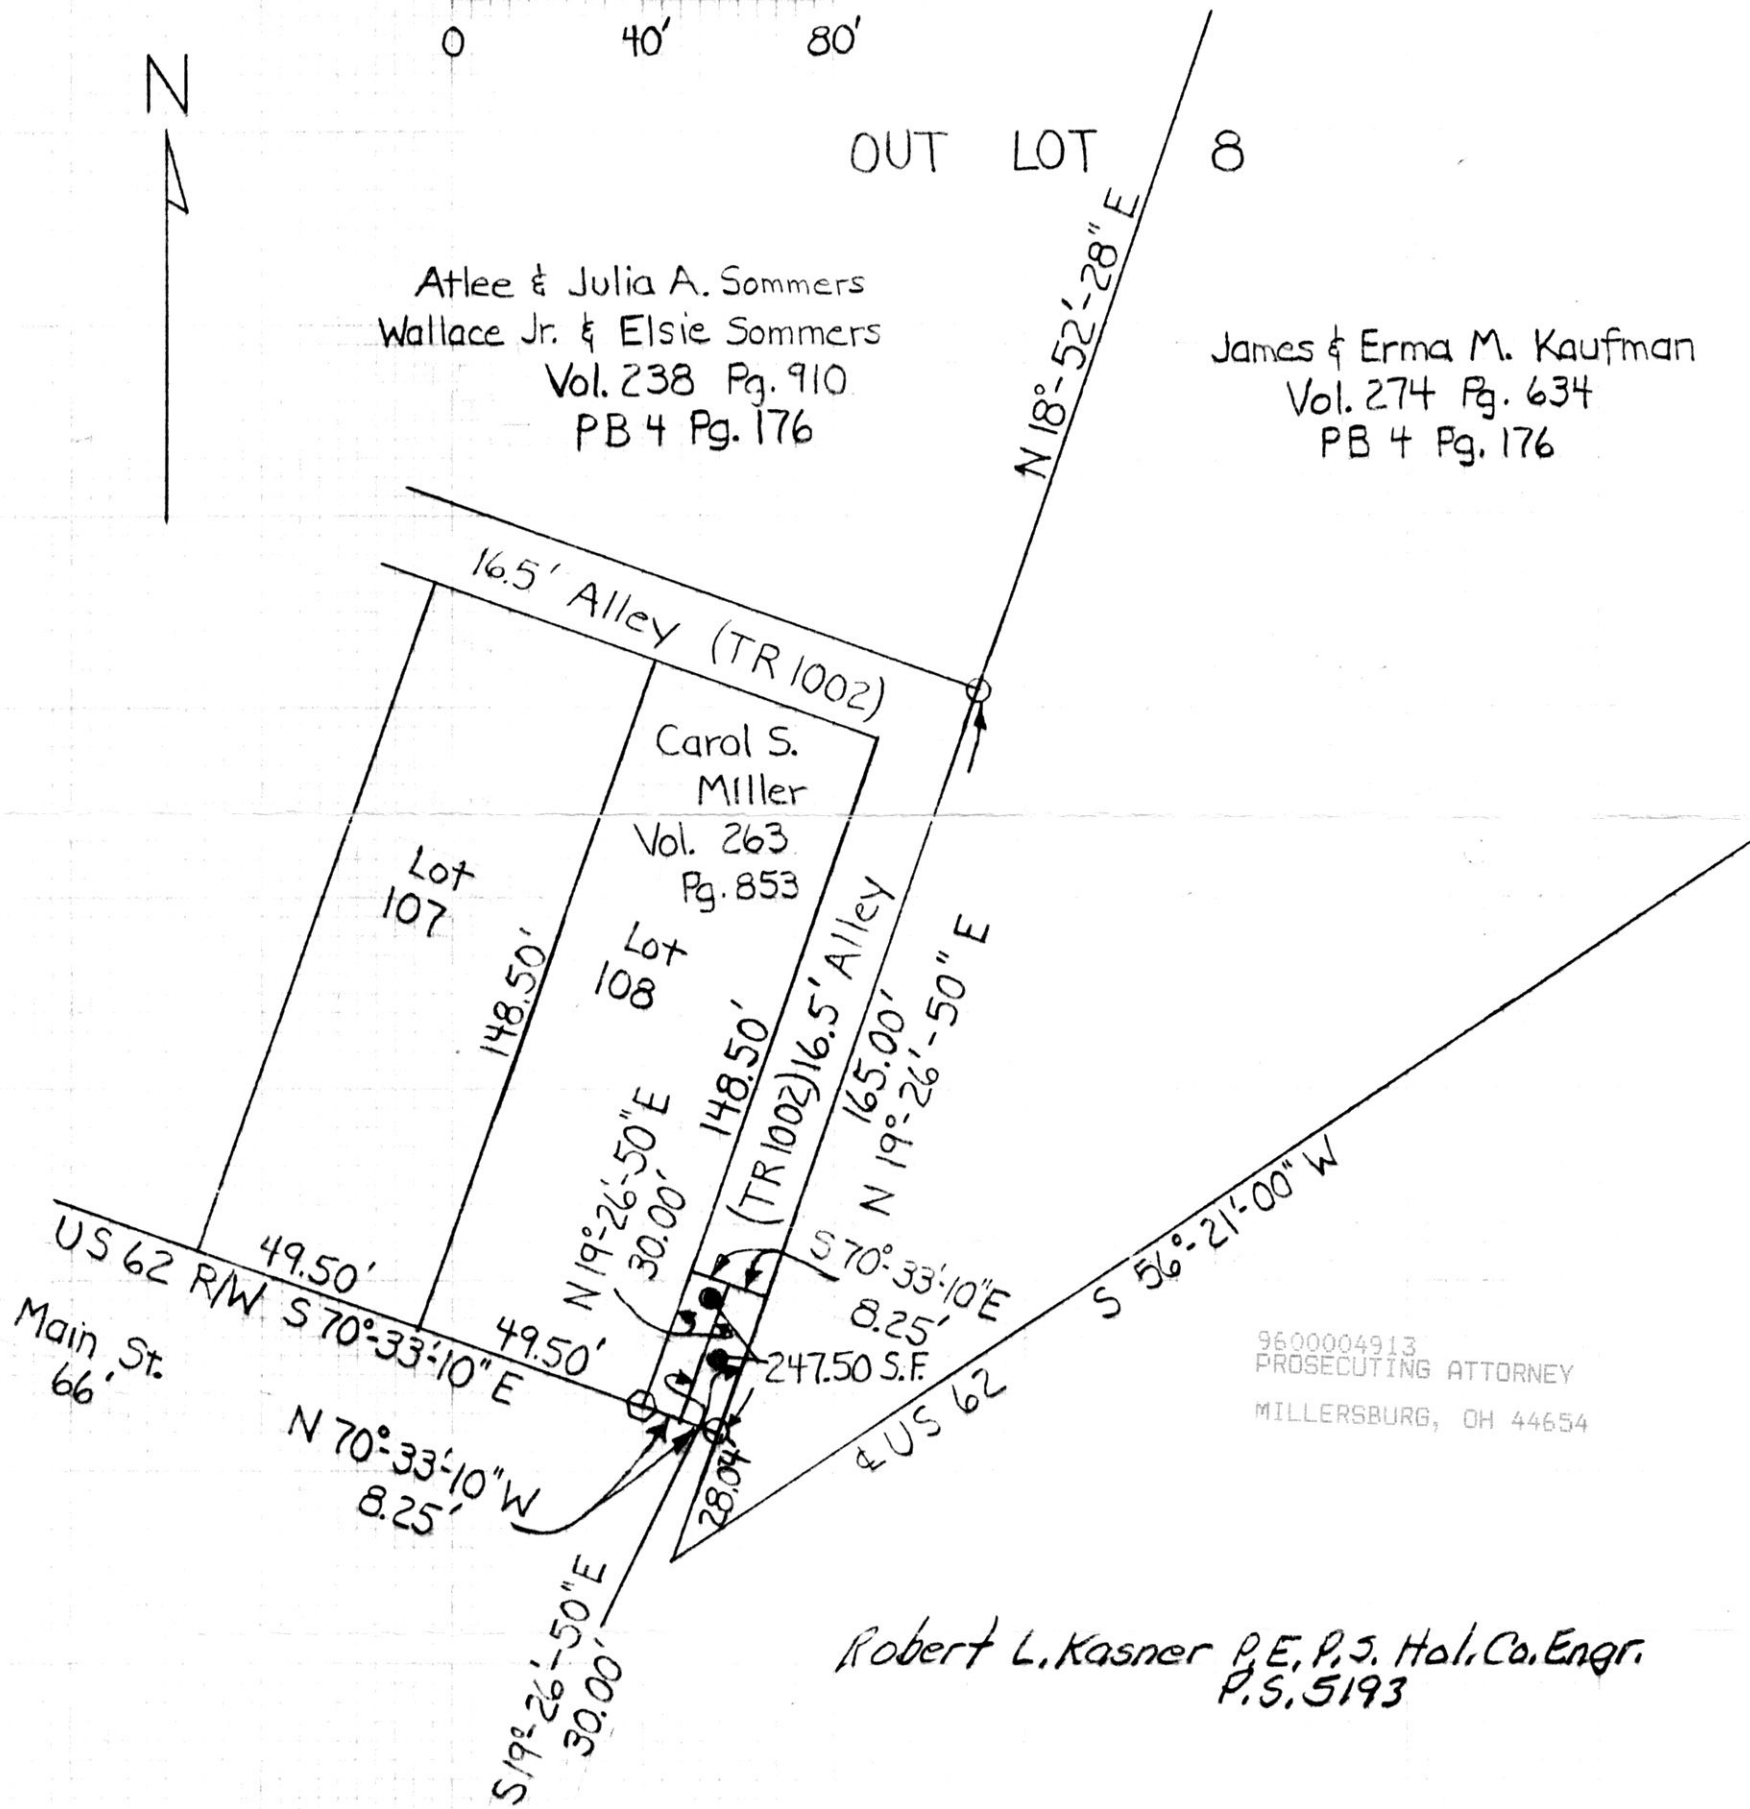 0 40' 80'
N
OUT LOT 8
N 18°-52'-28" E
Atlee & Julia A. Sommers
Wallace Jr. & Elsie Sommers
Vol. 238 Pg. 910
PB 4 Pg. 176
James & Erma M. Kaufman
Vol. 274 Pg. 634
PB 4 Pg. 176
16.5' Alley (TR 1002)
Carol S.
Miller
Vol. 263
Pg. 853
Lot
107
Lot
108
148.50'
148.50'
(TR 1002) 16.5' Alley
165.00'
N 19°-26'-50" E
N 19°-26'-50" E
30.00'
S 70°-33'-10" E
8.25'
247.50 S.F.
US 62 R/W S 70°-33'-10" E
49.50'
49.50'
Main St.
66'
N 70°-33'-10" W
8.25'
28.04'
S 56°-21'-00" W
℄ US 62
S 19°-26'-50" E
30.00'
9600004913
PROSECUTING ATTORNEY
MILLERSBURG, OH 44654
Robert L. Kasner P.E. P.S. Hol. Co. Engr.
P.S. 5193